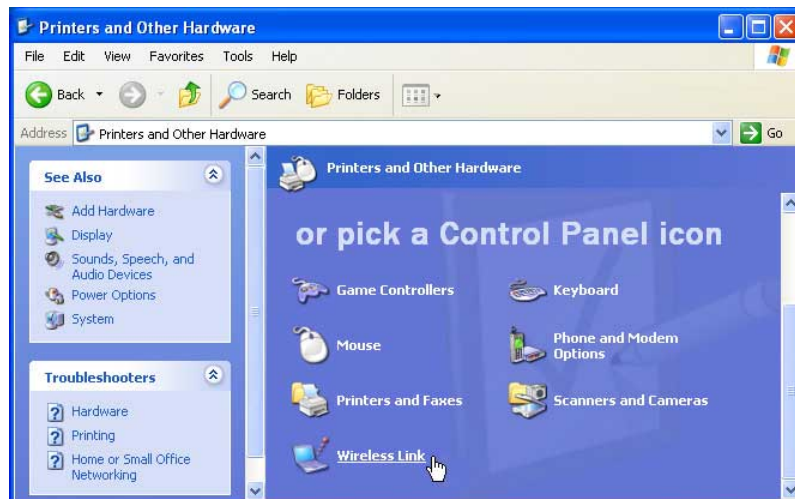 Printers and Other Hardware
File Edit View Favorites Tools Help
Back Search Folders
Address Printers and Other Hardware Go
See Also
Add Hardware
Display
Sounds, Speech, and
Audio Devices
Power Options
System
Troubleshooters
Hardware
Printing
Home or Small Office
Networking
Printers and Other Hardware
or pick a Control Panel icon
Game Controllers
Keyboard
Mouse
Phone and Modem
Options
Printers and Faxes
Scanners and Cameras
Wireless Link